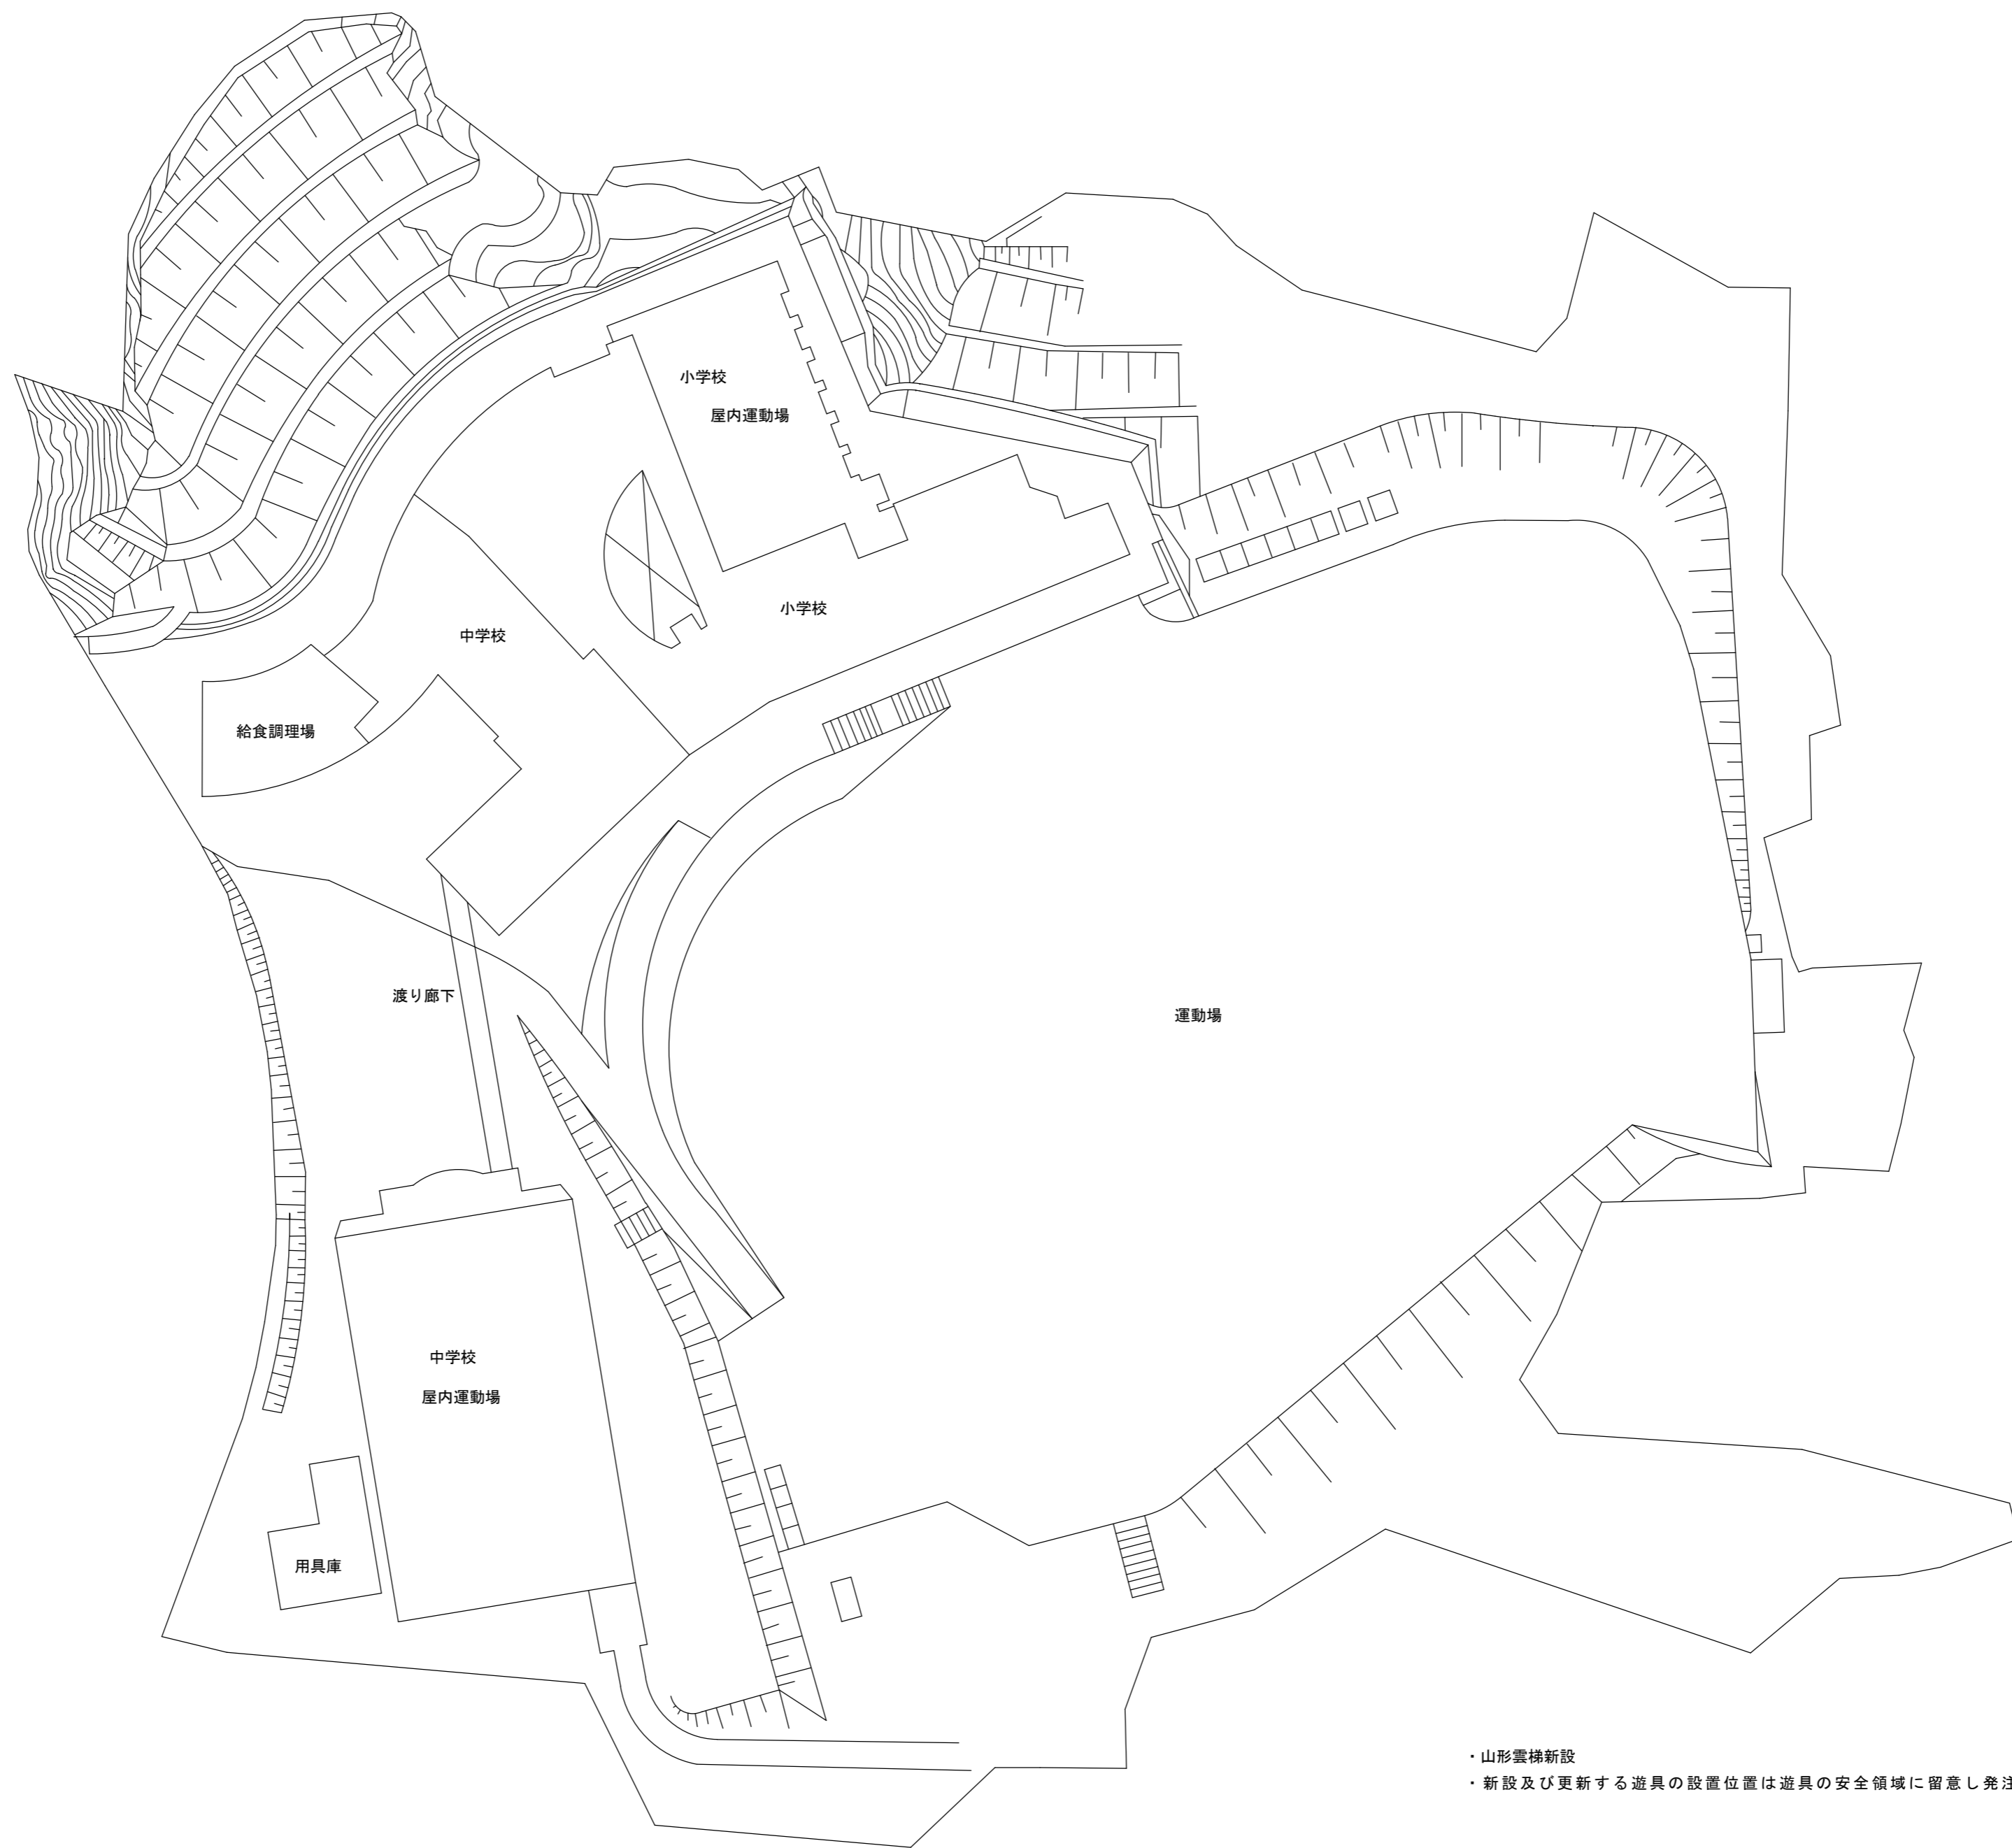 小学校
屋内運動場
小学校
中学校
給食調理場
渡り廊下
運動場
中学校
屋内運動場
用具庫
・山形雲梯新設
・新設及び更新する遊具の設置位置は遊具の安全領域に留意し発注